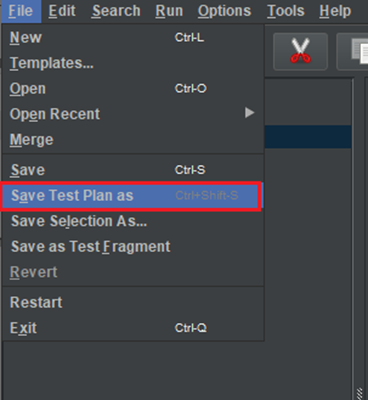 File Edit Search Run Options Tools Help
New Ctrl-L
Templates...
Open Ctrl-O
Open Recent
Merge
Save Ctrl-S
Save Test Plan as Ctrl+Shift-S
Save Selection As...
Save as Test Fragment
Revert
Restart
Exit Ctrl-Q